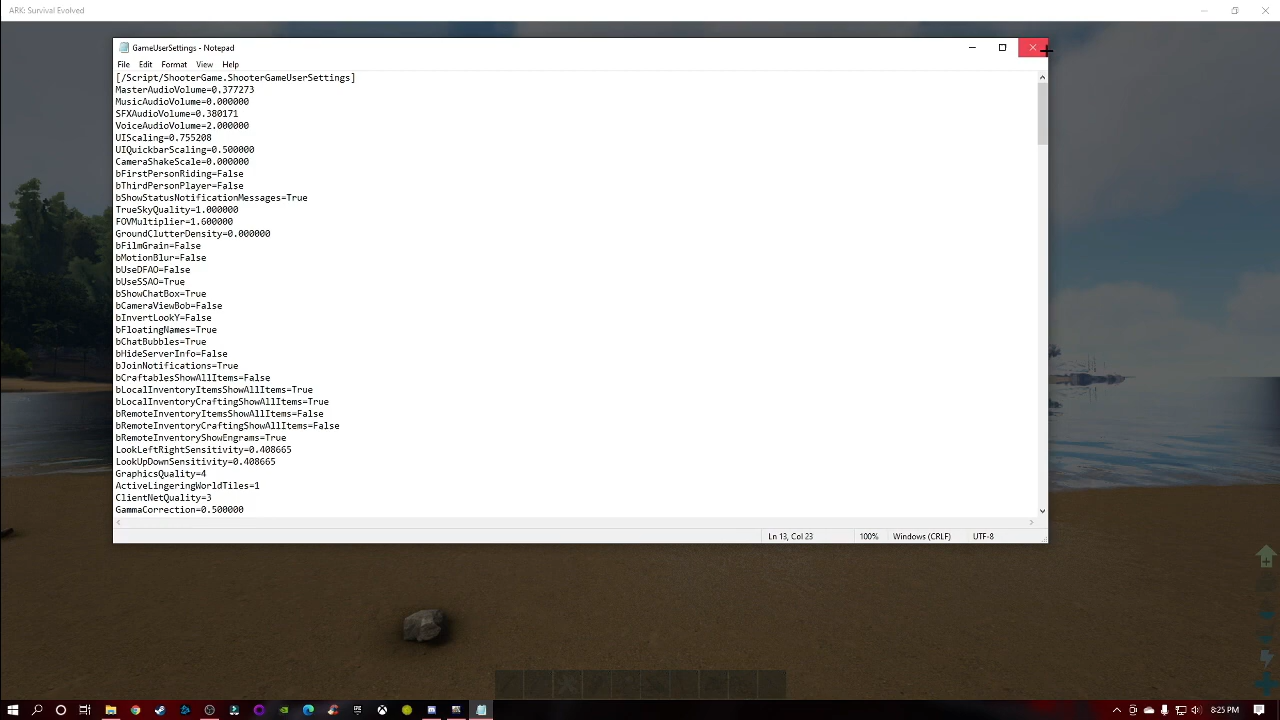 ARK: Survival Evolved
GameUserSettings - Notepad
File Edit Format View Help
[/Script/ShooterGame.ShooterGameUserSettings]
MasterAudioVolume=0.377273
MusicAudioVolume=0.000000
SFXAudioVolume=0.380171
VoiceAudioVolume=2.000000
UIScaling=0.755208
UIQuickbarScaling=0.500000
CameraShakeScale=0.000000
bFirstPersonRiding=False
bThirdPersonPlayer=False
bShowStatusNotificationMessages=True
TrueSkyQuality=1.000000
FOVMultiplier=1.600000
GroundClutterDensity=0.000000
bFilmGrain=False
bMotionBlur=False
bUseDFAO=False
bUseSSAO=True
bShowChatBox=True
bCameraViewBob=False
bInvertLookY=False
bFloatingNames=True
bChatBubbles=True
bHideServerInfo=False
bJoinNotifications=True
bCraftablesShowAllItems=False
bLocalInventoryItemsShowAllItems=True
bLocalInventoryCraftingShowAllItems=True
bRemoteInventoryItemsShowAllItems=False
bRemoteInventoryCraftingShowAllItems=False
bRemoteInventoryShowEngrams=True
LookLeftRightSensitivity=0.408665
LookUpDownSensitivity=0.408665
GraphicsQuality=4
ActiveLingeringWorldTiles=1
ClientNetQuality=3
GammaCorrection=0.500000
Ln 13, Col 23 100% Windows (CRLF) UTF-8
8:25 PM